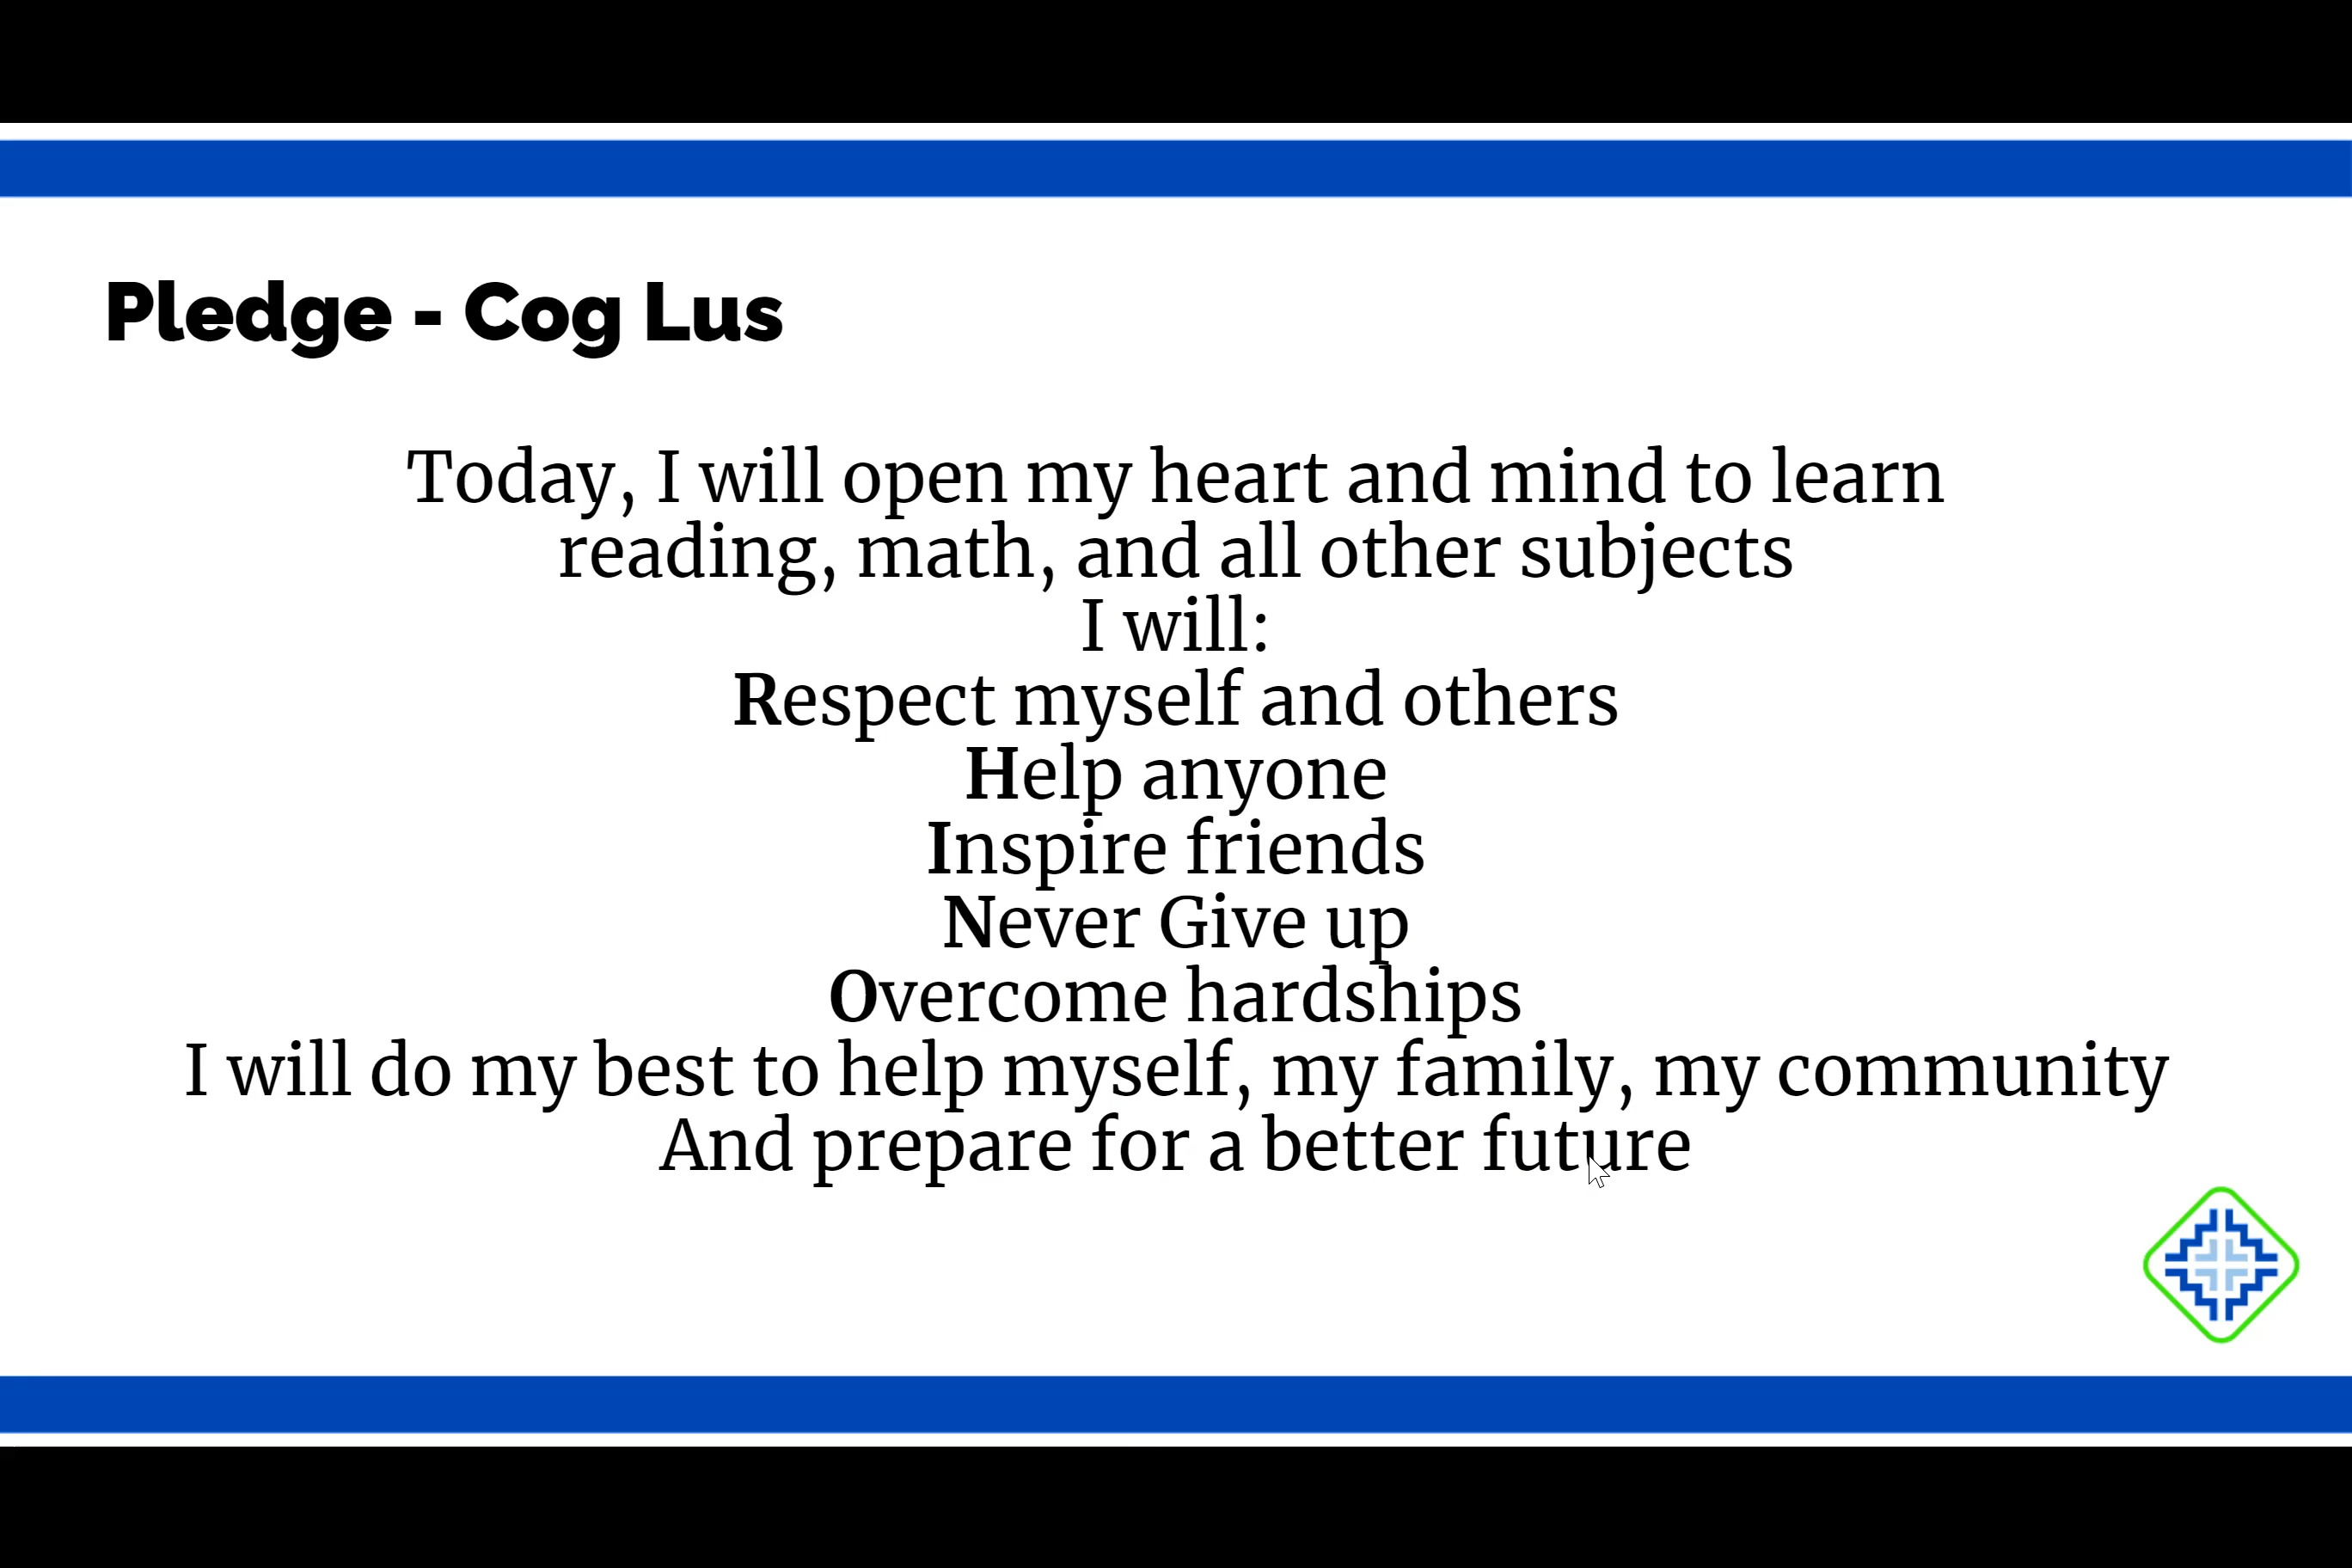 Pledge - Cog Lus
Today, I will open my heart and mind to learn
reading, math, and all other subjects
I will:
Respect myself and others
Help anyone
Inspire friends
Never Give up
Overcome hardships
I will do my best to help myself, my family, my community
And prepare for a better future